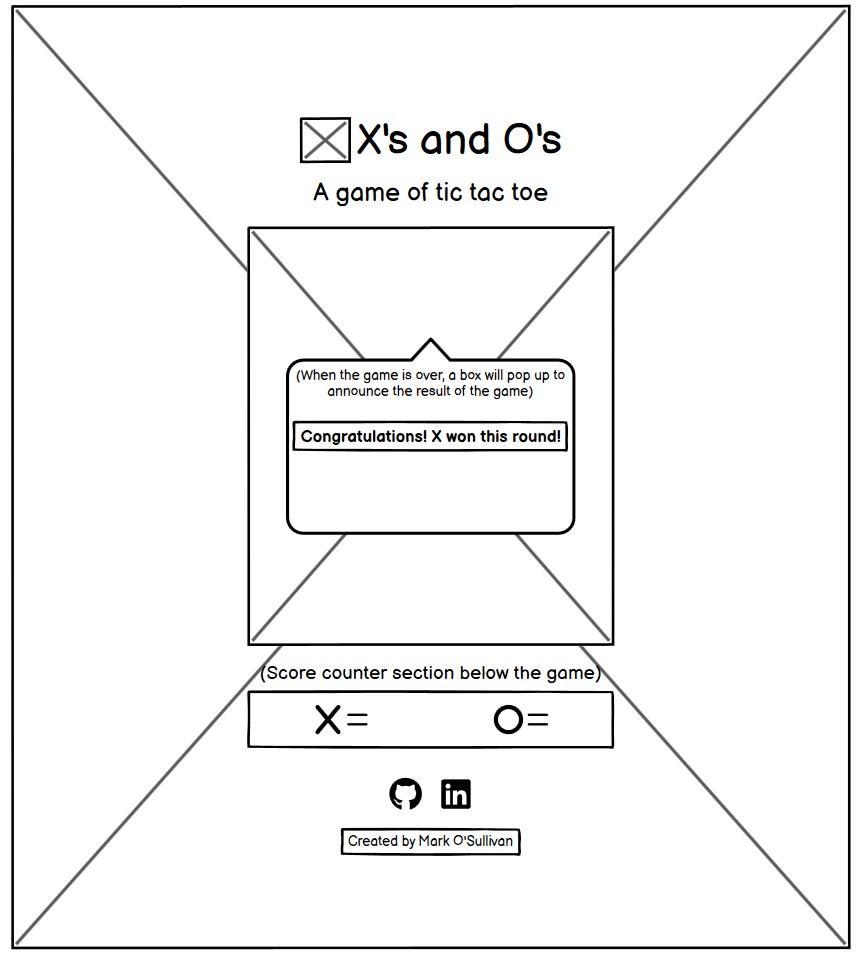 X's and O's
A game of tic tac toe
(When the game is over, a box will pop up to
announce the result of the game)
Congratulations! X won this round!
(Score counter section below the game)
X= O=
in
Created by Mark O'Sullivan